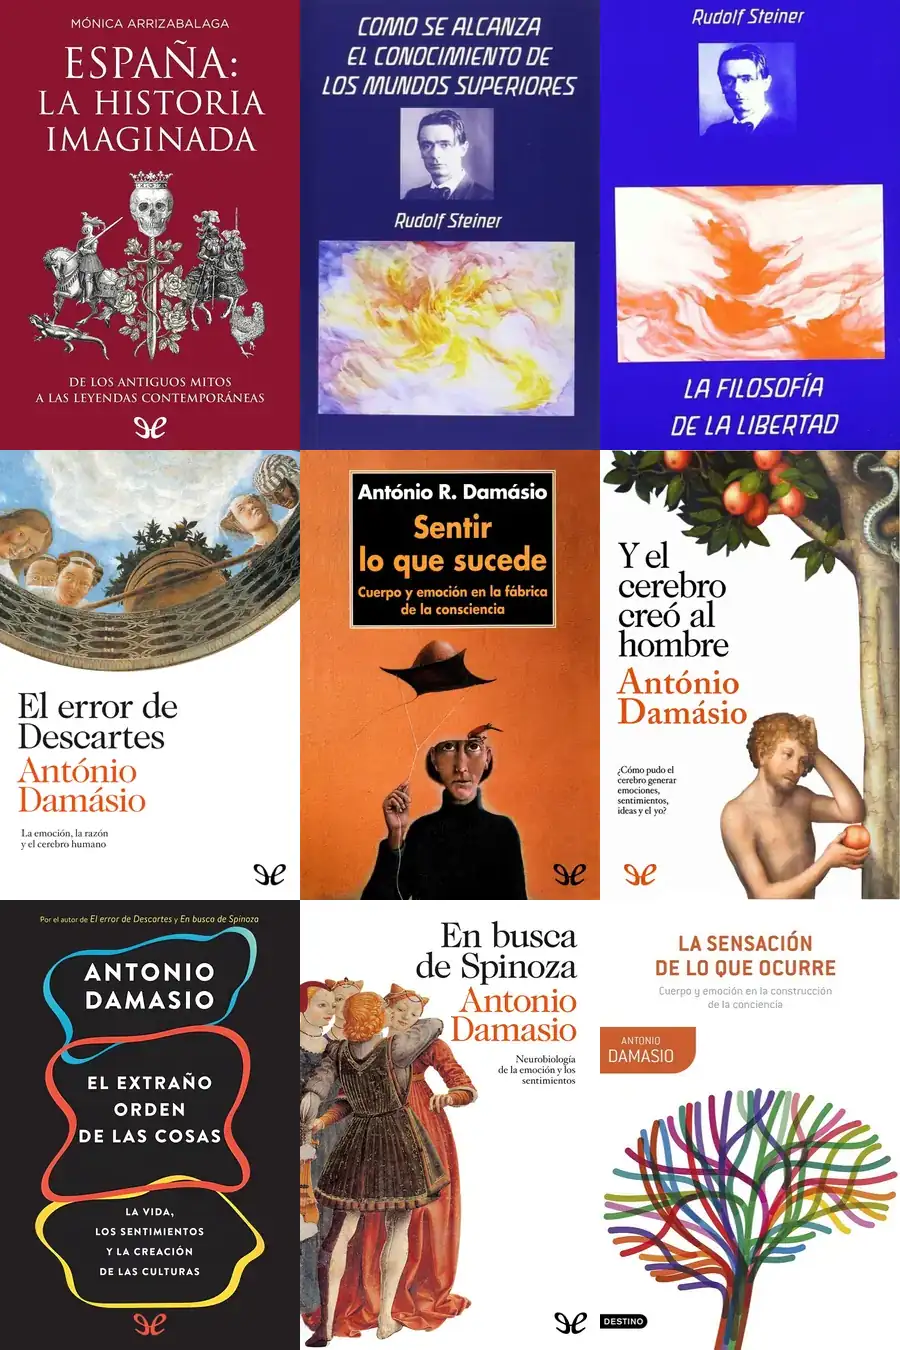 MÓNICA ARRIZABALAGA
ESPAÑA:
LA HISTORIA
IMAGINADA
DE LOS ANTIGUOS MITOS
A LAS LEYENDAS CONTEMPORÁNEAS
COMO SE ALCANZA
EL CONOCIMIENTO DE
LOS MUNDOS SUPERIORES
Rudolf Steiner
Rudolf Steiner
LA FILOSOFÍA
DE LA LIBERTAD
El error de
Descartes
António
Damásio
La emoción, la razón
y el cerebro humano
António R. Damásio
Sentir
lo que sucede
Cuerpo y emoción en la fábrica
de la consciencia
Y el
cerebro
creó al
hombre
António
Damásio
¿Cómo pudo el
cerebro generar
emociones,
sentimientos,
ideas y el yo?
Por el autor de El error de Descartes y En busca de Spinoza
ANTONIO
DAMASIO
EL EXTRAÑO
ORDEN
DE LAS COSAS
LA VIDA,
LOS SENTIMIENTOS
Y LA CREACIÓN
DE LAS CULTURAS
En busca
de Spinoza
Antonio
Damasio
Neurobiología
de la emoción y los
sentimientos
LA SENSACIÓN
DE LO QUE OCURRE
Cuerpo y emoción en la construcción
de la conciencia
ANTONIO
DAMASIO
DESTINO